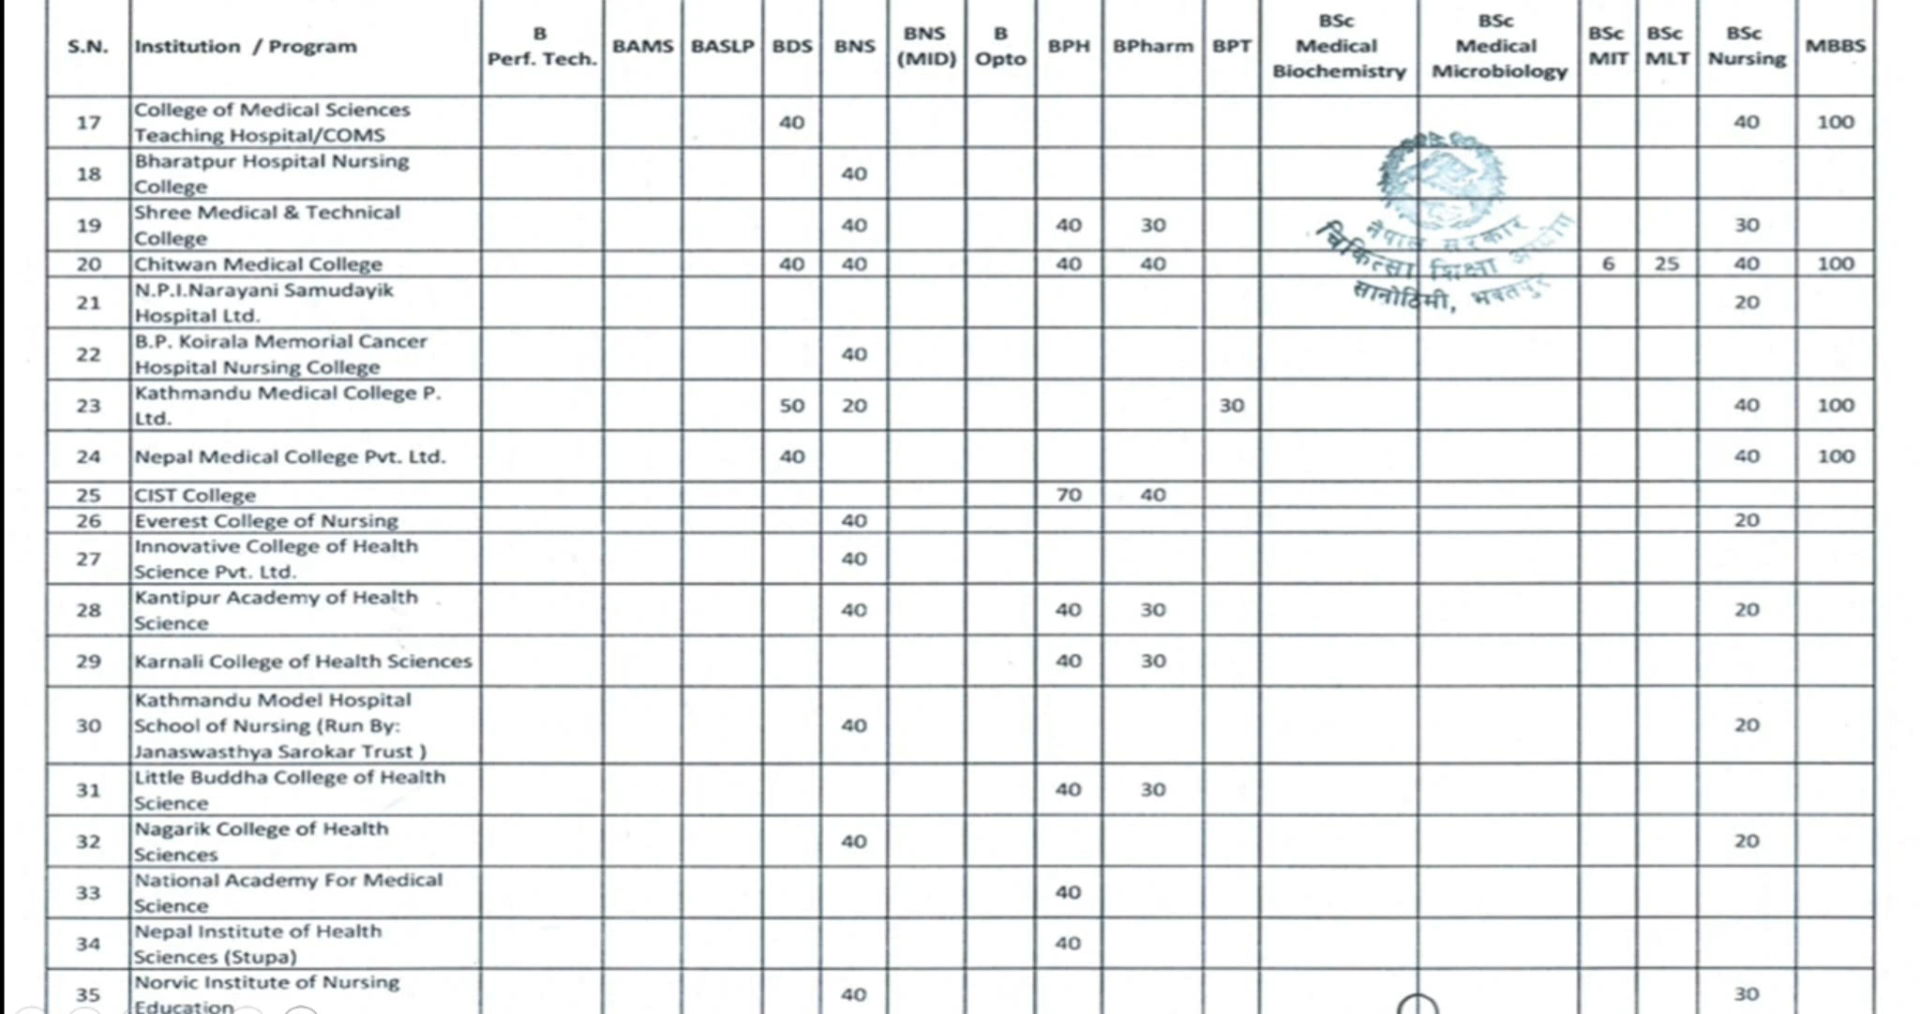 S.N. Institution / Program B Perf. Tech. BAMS BASLP BDS BNS BNS (MID) B Opto BPH BPharm BPT BSc Medical Biochemistry BSc Medical Microbiology BSc MIT BSc MLT BSc Nursing MBBS
17 College of Medical Sciences Teaching Hospital/COMS 40 40 100
18 Bharatpur Hospital Nursing College 40
19 Shree Medical & Technical College 40 40 30 30
नेपाल सरकार
चिकित्सा शिक्षा आयोग
सानोठिमी, भक्तपुर
20 Chitwan Medical College 40 40 40 40 6 25 40 100
21 N.P.I.Narayani Samudayik Hospital Ltd. 20
22 B.P. Koirala Memorial Cancer Hospital Nursing College 40
23 Kathmandu Medical College P. Ltd. 50 20 30 40 100
24 Nepal Medical College Pvt. Ltd. 40 40 100
25 CIST College 70 40
26 Everest College of Nursing 40 20
27 Innovative College of Health Science Pvt. Ltd. 40
28 Kantipur Academy of Health Science 40 40 30 20
29 Karnali College of Health Sciences 40 30
30 Kathmandu Model Hospital School of Nursing (Run By: Janaswasthya Sarokar Trust ) 40 20
31 Little Buddha College of Health Science 40 30
32 Nagarik College of Health Sciences 40 20
33 National Academy For Medical Science 40
34 Nepal Institute of Health Sciences (Stupa) 40
35 Norvic Institute of Nursing Education 40 30